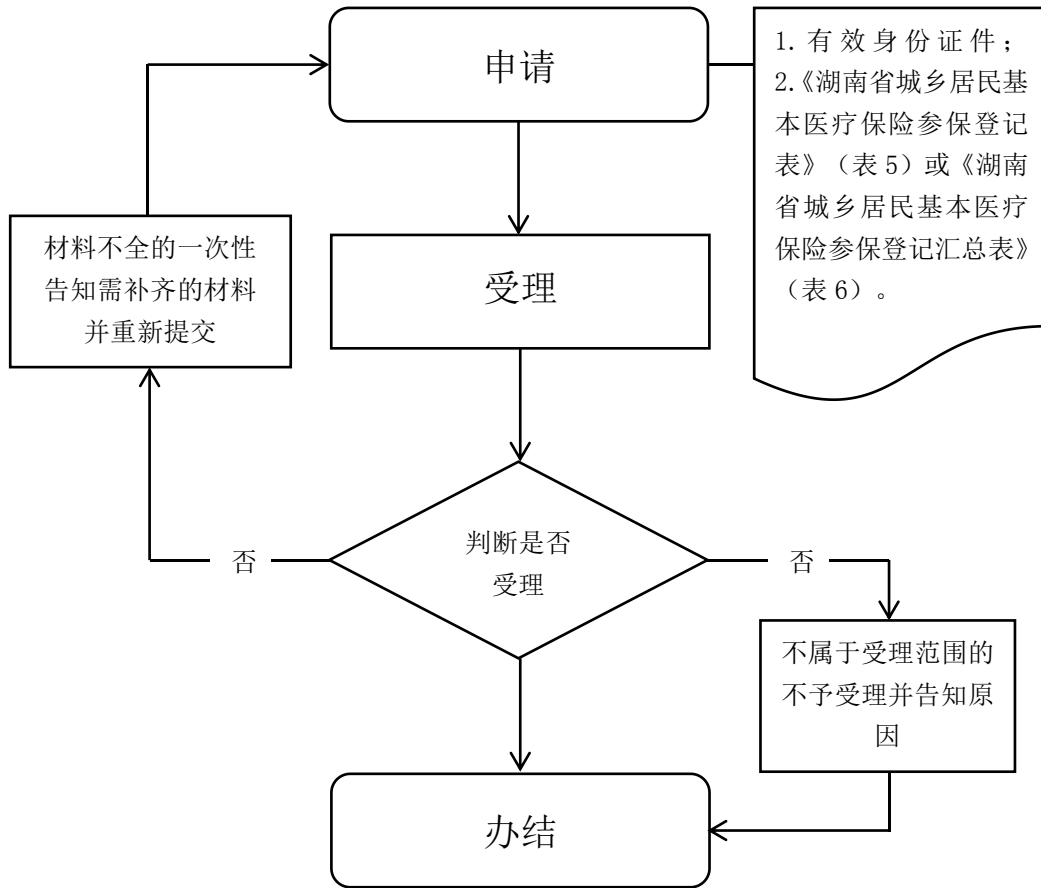 申请
1. 有效身份证件；
2.《湖南省城乡居民基
本医疗保险参保登记
表》（表 5）或《湖南
省城乡居民基本医疗
保险参保登记汇总表》
（表 6）。
材料不全的一次性
告知需补齐的材料
并重新提交
受理
判断是否
受理
否
否
不属于受理范围的
不予受理并告知原
因
办结